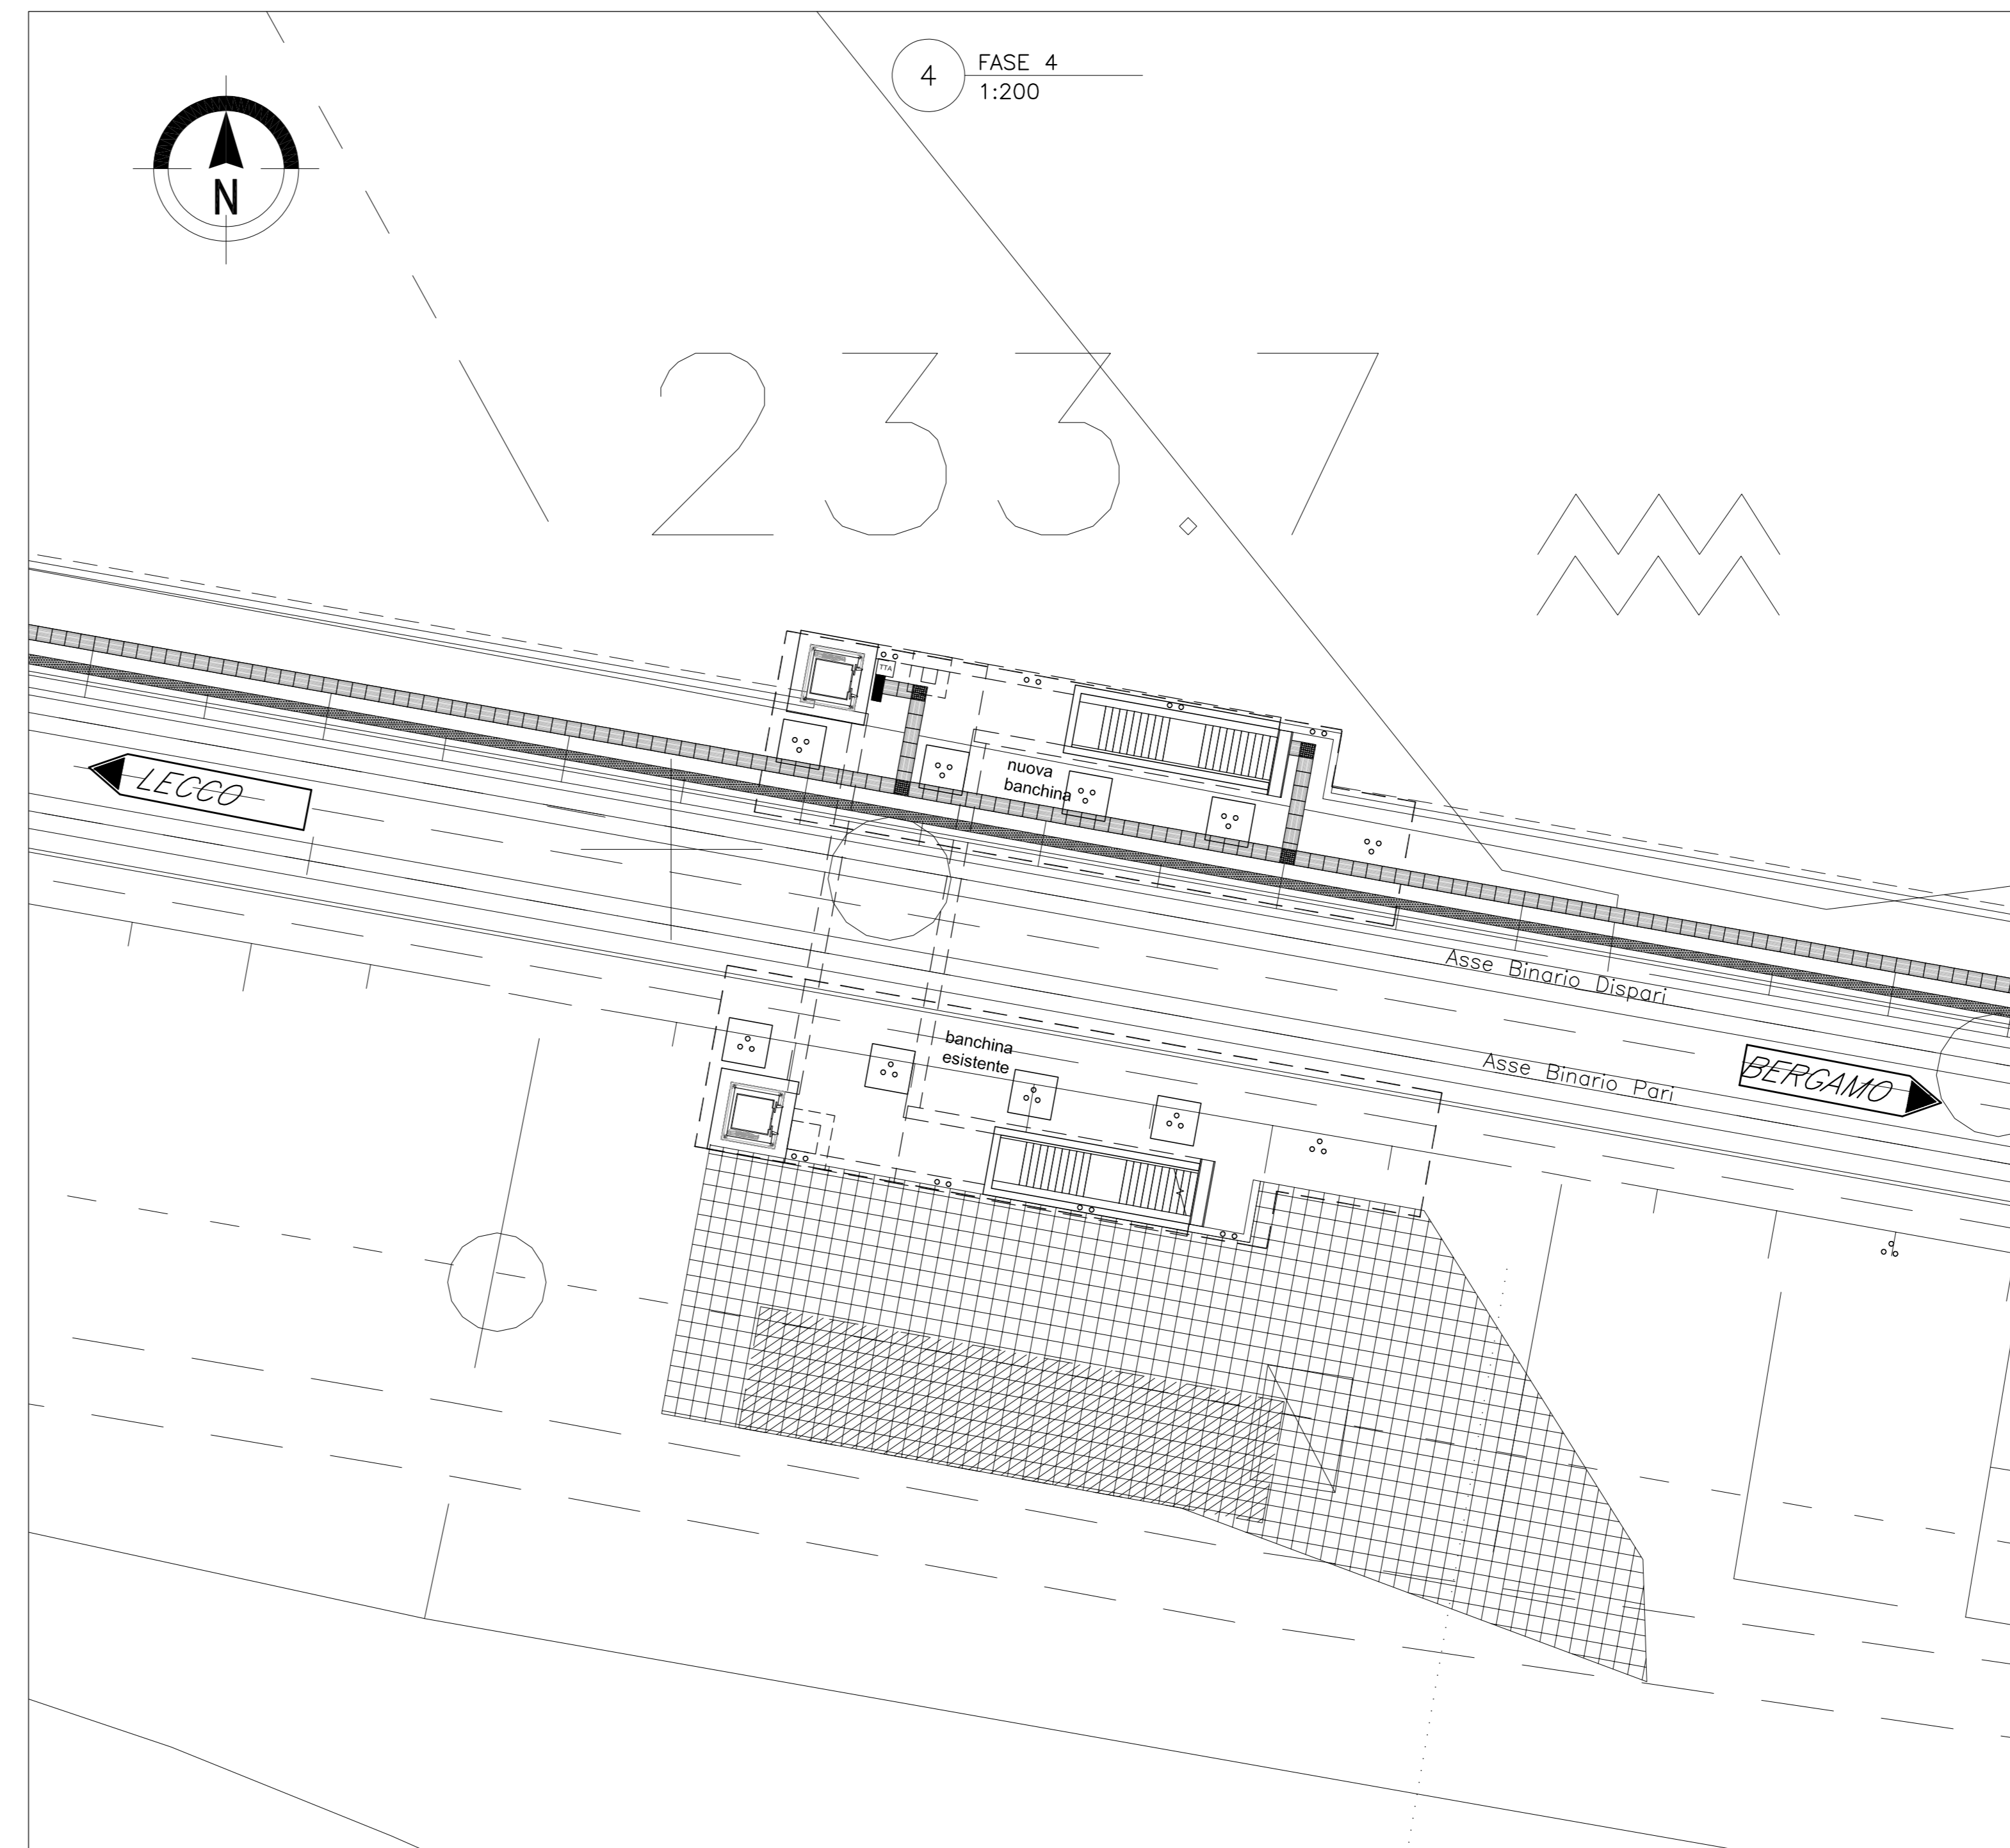 4
FASE 4
1:200
N
233.7
TTA
nuova
banchina
LECCO
Asse Binario Dispari
banchina
esistente
Asse Binario Pari
BERGAMO